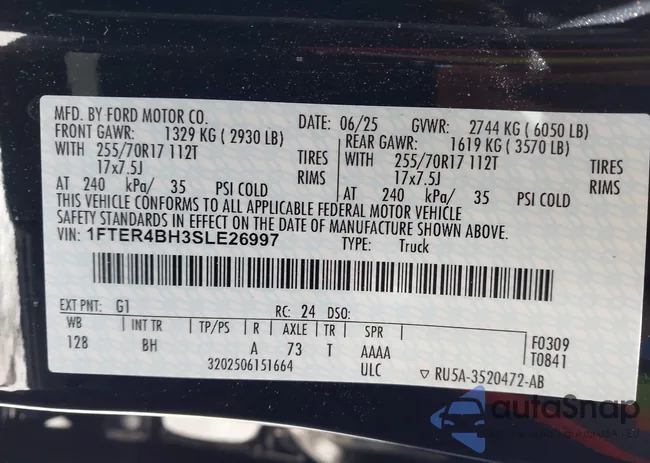 MFD. BY FORD MOTOR CO.
DATE: 06/25 GVWR: 2744 KG ( 6050 LB)
FRONT GAWR: 1329 KG ( 2930 LB) REAR GAWR: 1619 KG ( 3570 LB)
WITH 255/70R17 112T TIRES WITH 255/70R17 112T TIRES
17x7.5J RIMS 17x7.5J RIMS
AT 240 kPa/ 35 PSI COLD AT 240 kPa/ 35 PSI COLD
THIS VEHICLE CONFORMS TO ALL APPLICABLE FEDERAL MOTOR VEHICLE
SAFETY STANDARDS IN EFFECT ON THE DATE OF MANUFACTURE SHOWN ABOVE.
VIN: 1FTER4BH3SLE26997 TYPE: Truck
EXT PNT: G1 RC: 24 DSO:
WB INT TR TP/PS R AXLE TR SPR F0309
128 BH A 73 T AAAA T0841
3202506151664 ULC ▽ RU5A-3520472-AB
autoSnap